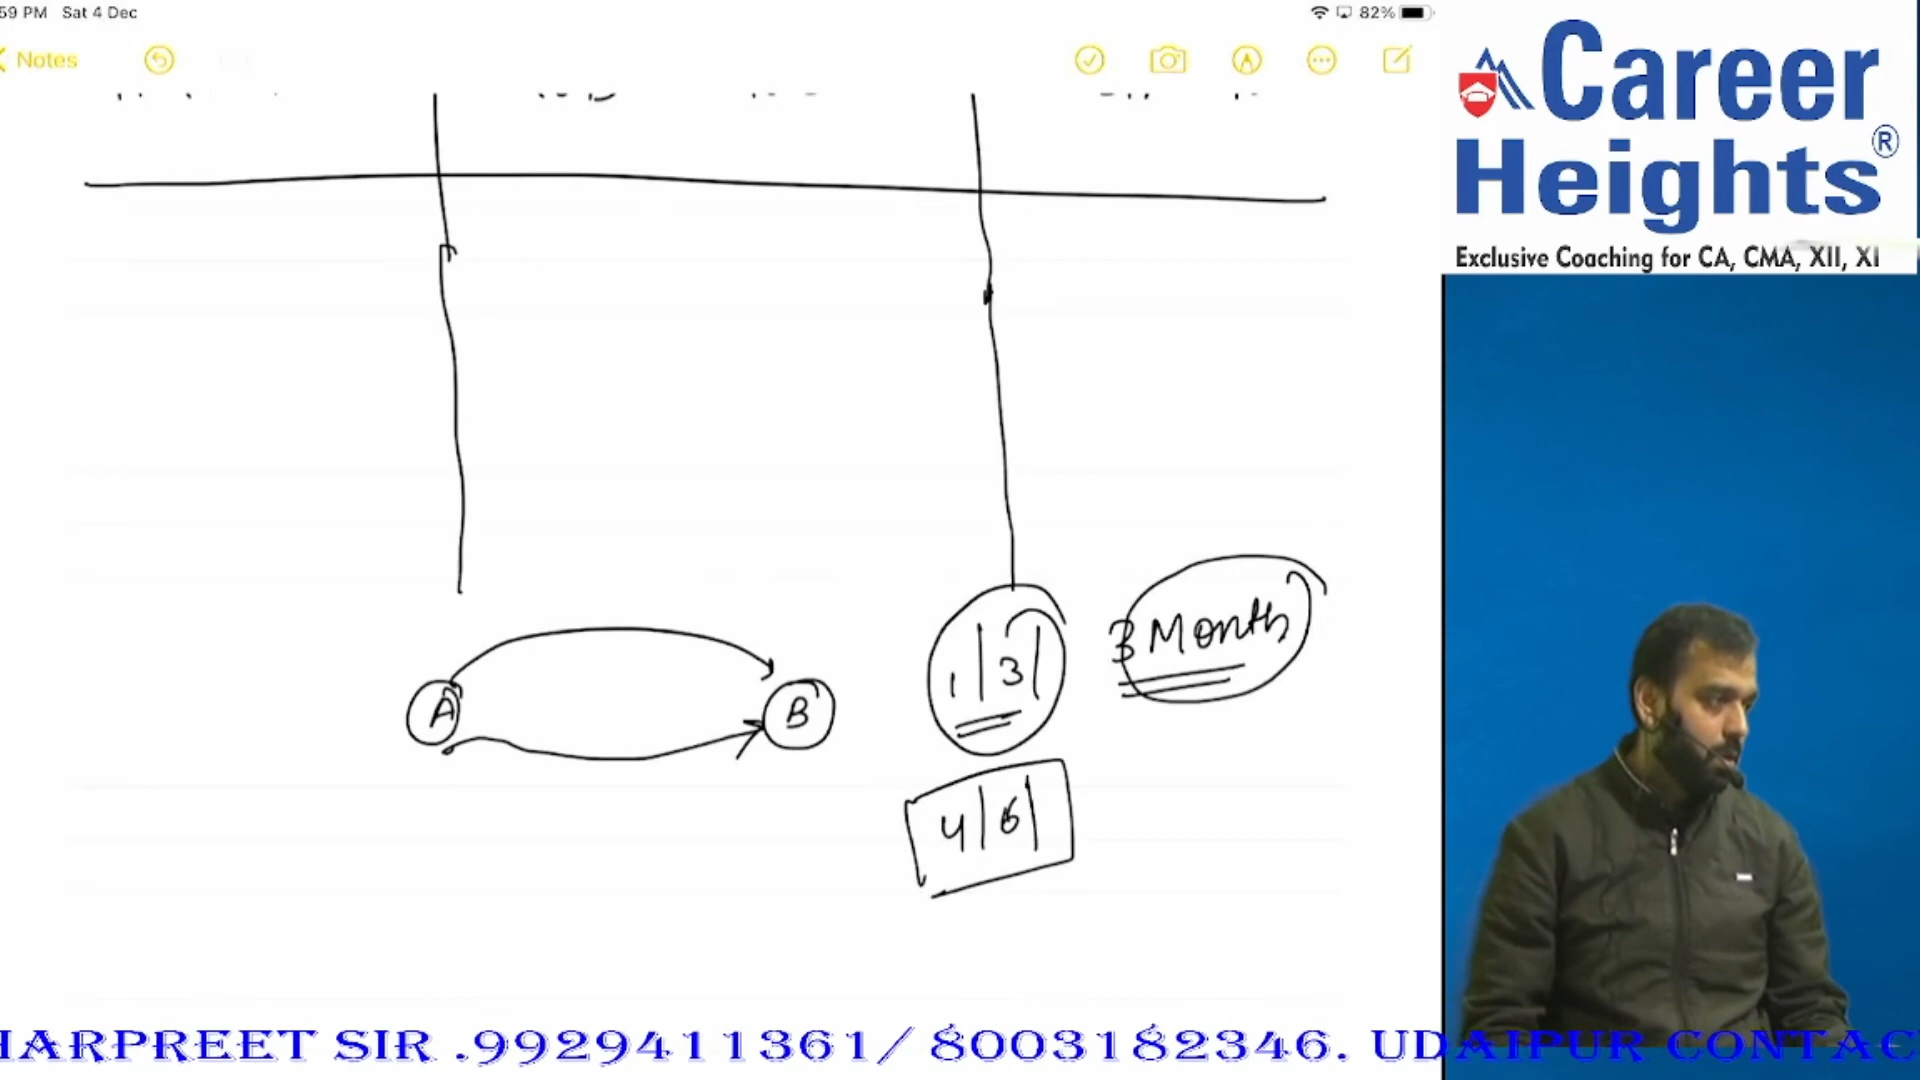 59 PM Sat 4 Dec
82%
Notes
Career
Heights®
Exclusive Coaching for CA, CMA, XII, XI
3 Month
1|3|
A
B
4|6|
HARPREET SIR .9929411361/ 8003182346. UDAIPUR CONTAC